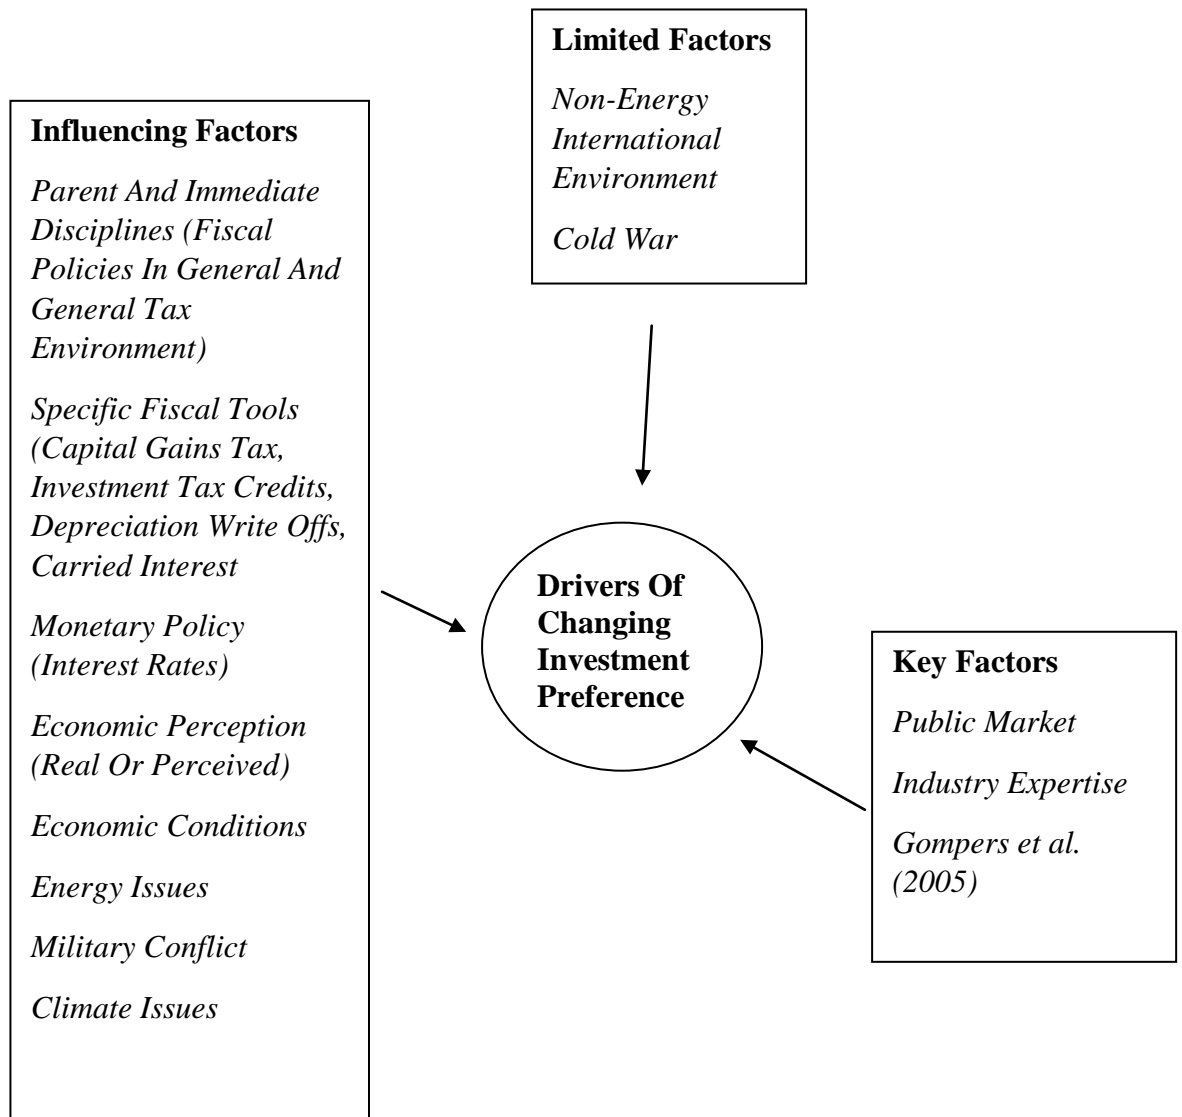 Limited Factors
Non-Energy
International
Environment
Cold War
Influencing Factors
Parent And Immediate
Disciplines (Fiscal
Policies In General And
General Tax
Environment)
Specific Fiscal Tools
(Capital Gains Tax,
Investment Tax Credits,
Depreciation Write Offs,
Carried Interest
Monetary Policy
(Interest Rates)
Economic Perception
(Real Or Perceived)
Economic Conditions
Energy Issues
Military Conflict
Climate Issues
Drivers Of
Changing
Investment
Preference
Key Factors
Public Market
Industry Expertise
Gompers et al.
(2005)